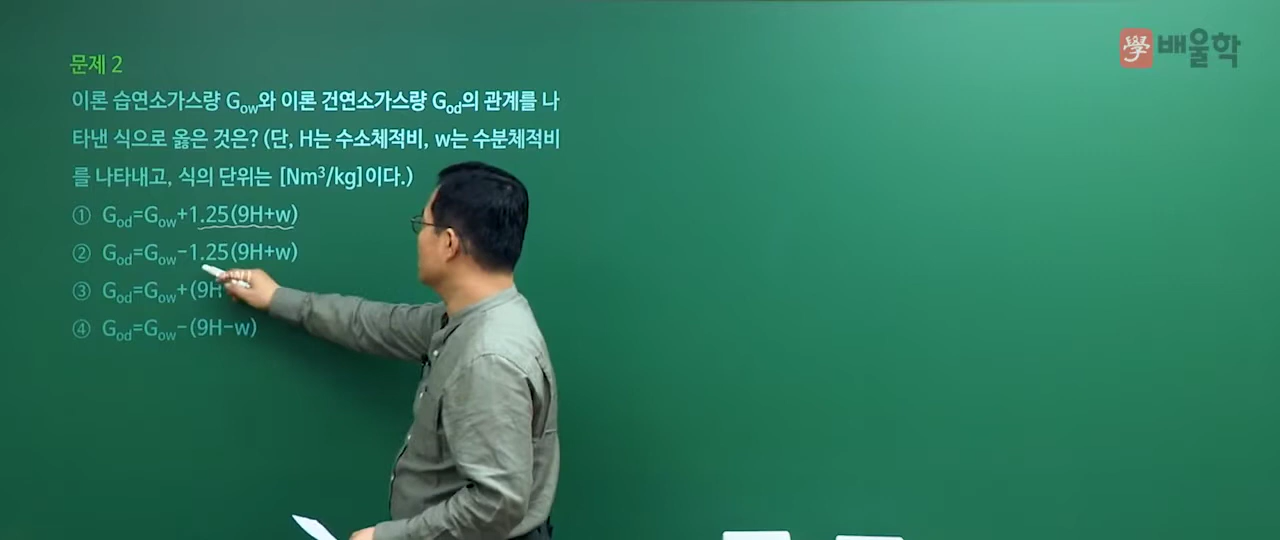 學 배울학
문제 2
이론 습연소가스량 Gow와 이론 건연소가스량 God의 관계를 나
타낸 식으로 옳은 것은? (단, H는 수소체적비, w는 수분체적비
를 나타내고, 식의 단위는 [Nm³/kg]이다.)
① God=Gow+1.25(9H+w)
② God=Gow-1.25(9H+w)
③ God=Gow+(9H
④ God=Gow-(9H-w)